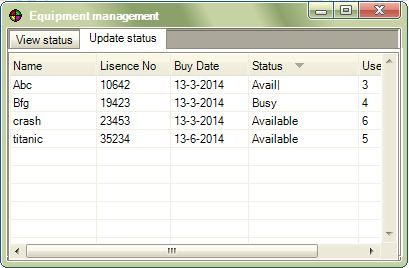 Equipment management
View status Update status
Name Lisence No Buy Date Status Use
Abc 10642 13-3-2014 Avail 3
Bfg 19423 13-3-2014 Busy 4
crash 23453 13-3-2014 Available 6
titanic 35234 13-6-2014 Available 5